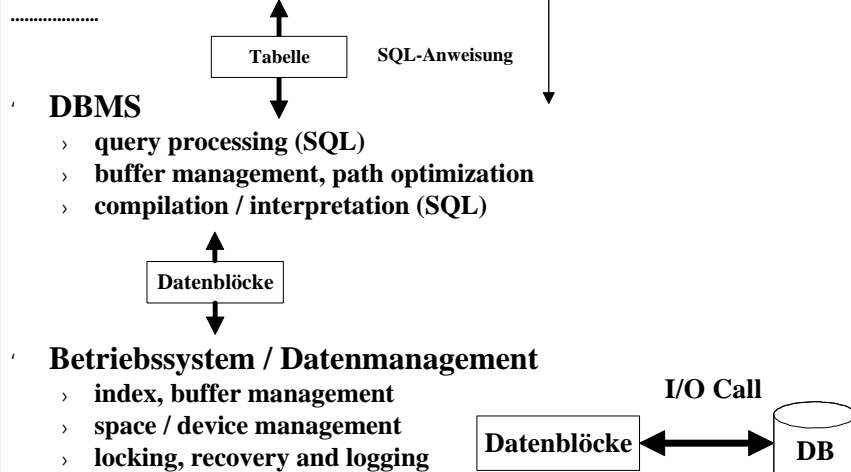 ...................
Tabelle SQL-Anweisung
‘ DBMS
› query processing (SQL)
› buffer management, path optimization
› compilation / interpretation (SQL)
Datenblöcke
‘ Betriebssystem / Datenmanagement
› index, buffer management
› space / device management
› locking, recovery and logging
I/O Call
Datenblöcke
DB